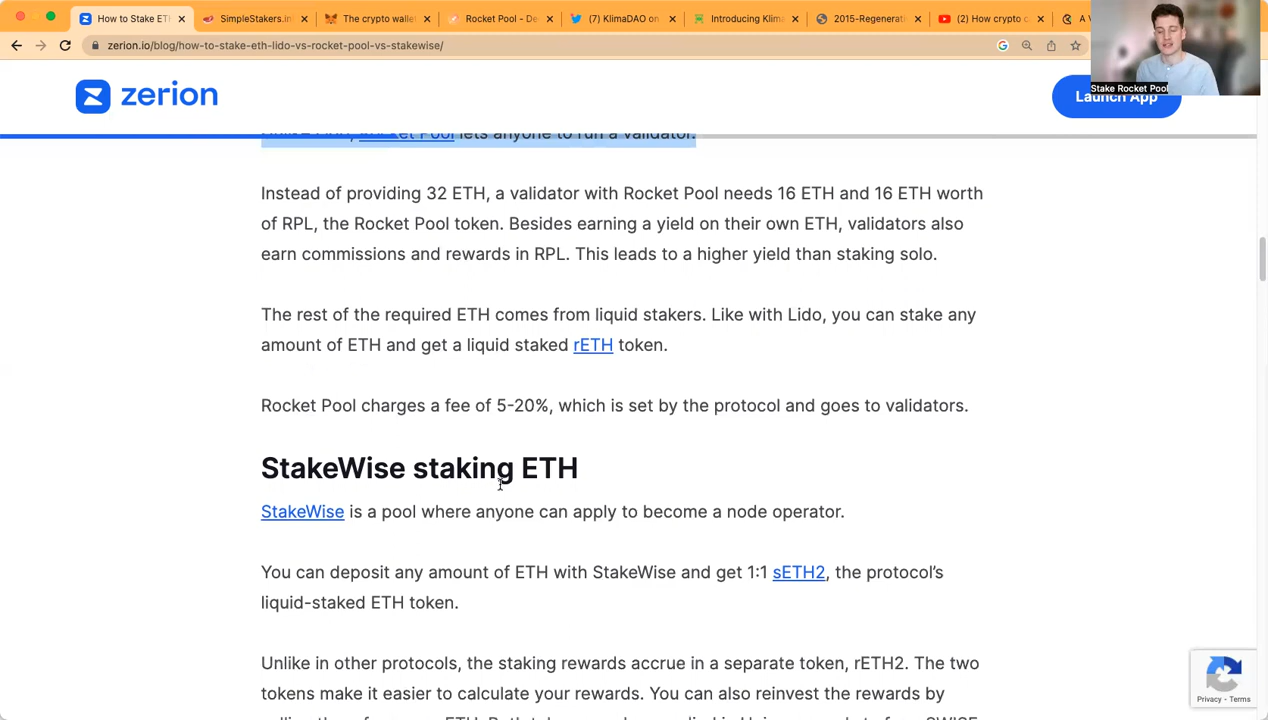 How to Stake ETH
SimpleStakers.in
The crypto walle
Rocket Pool - De
(7) KlimaDAO on
Introducing Klima
2015-Regenerati
(2) How crypto c
A V
zerion.io/blog/how-to-stake-eth-lido-vs-rocket-pool-vs-stakewise/
Stake Rocket Pool
zerion
Launch App
Rocket Pool lets anyone to run a validator.
Instead of providing 32 ETH, a validator with Rocket Pool needs 16 ETH and 16 ETH worth
of RPL, the Rocket Pool token. Besides earning a yield on their own ETH, validators also
earn commissions and rewards in RPL. This leads to a higher yield than staking solo.
The rest of the required ETH comes from liquid stakers. Like with Lido, you can stake any
amount of ETH and get a liquid staked rETH token.
Rocket Pool charges a fee of 5-20%, which is set by the protocol and goes to validators.
StakeWise staking ETH
StakeWise is a pool where anyone can apply to become a node operator.
You can deposit any amount of ETH with StakeWise and get 1:1 sETH2, the protocol's
liquid-staked ETH token.
Unlike in other protocols, the staking rewards accrue in a separate token, rETH2. The two
tokens make it easier to calculate your rewards. You can also reinvest the rewards by
Privacy - Terms